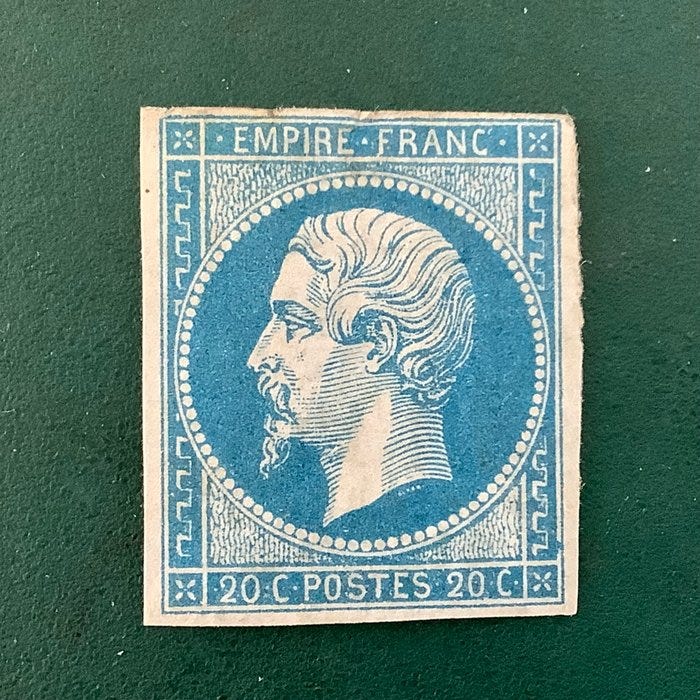 · EMPIRE · FRANC ·
· 20 · C · POSTES · 20 · C ·